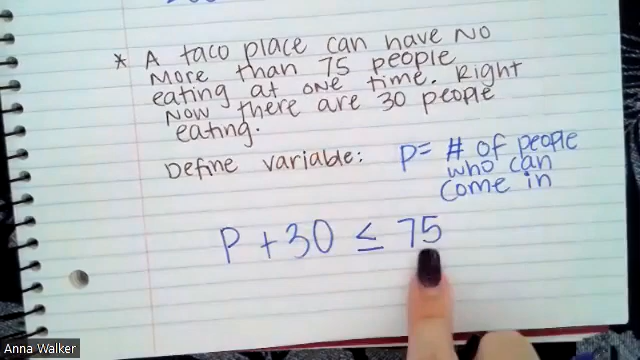 * A taco place can have NO
More than 75 people
eating at one time. Right
Now there are 30 people
eating.
Define variable: p= # of people
who can
come in
P + 30 ≤ 75
Anna Walker